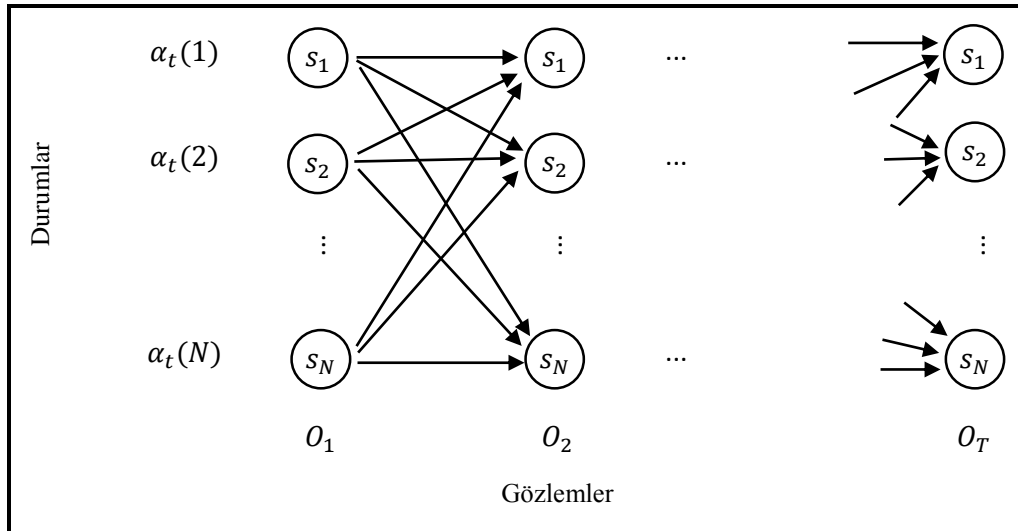 α_t(1) s_1 s_1 ... s_1
α_t(2) s_2 s_2 ... s_2
⋮ ⋮ ⋮
α_t(N) s_N s_N ... s_N
O_1 O_2 O_T
Durumlar
Gözlemler